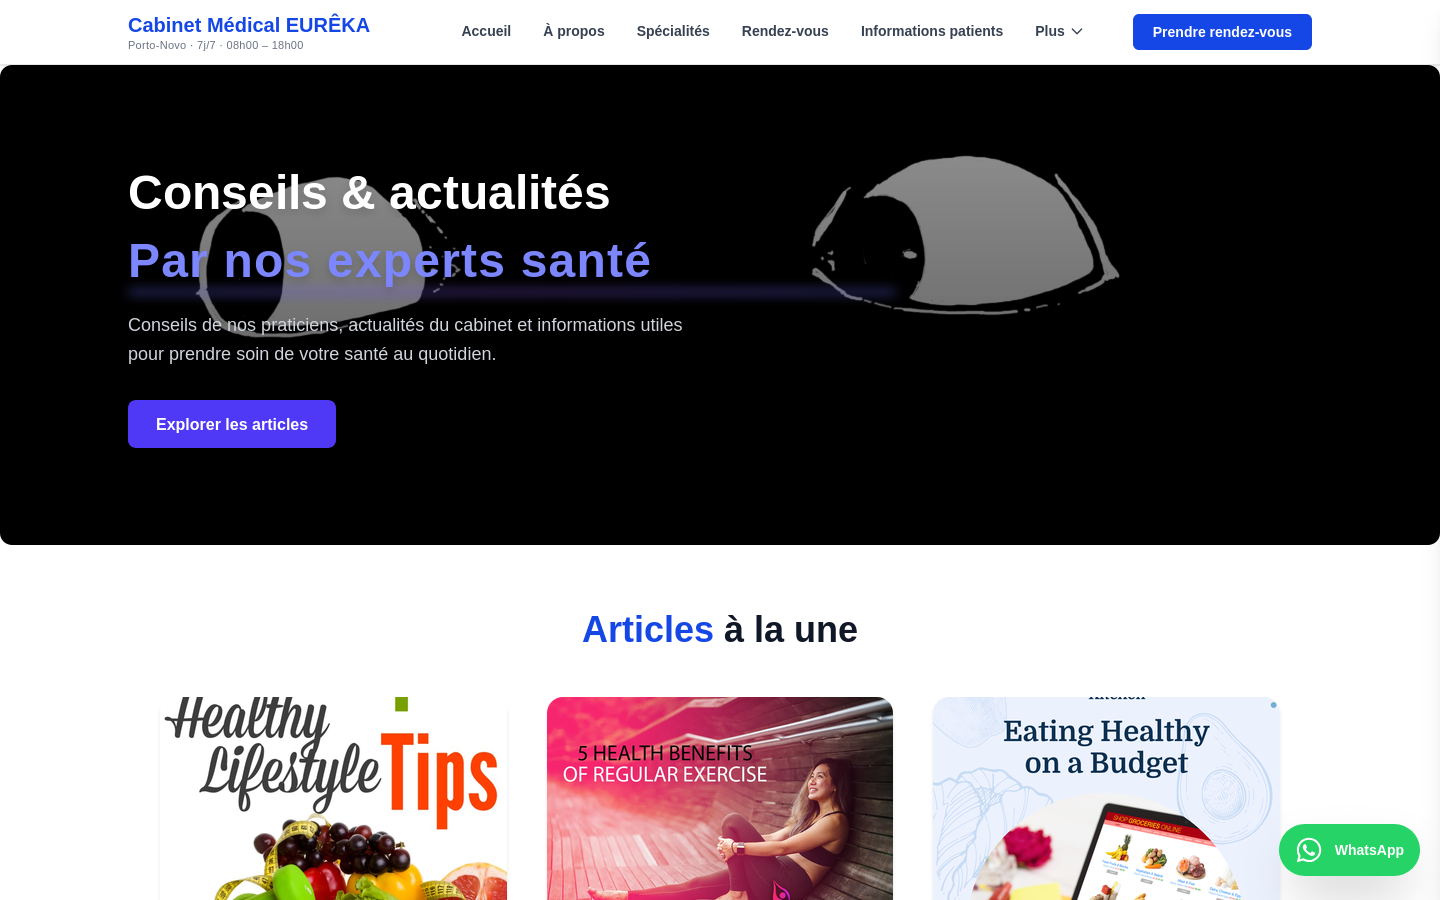 Cabinet Médical EURÊKA
Porto-Novo · 7j/7 · 08h00 – 18h00
Accueil
À propos
Spécialités
Rendez-vous
Informations patients
Plus
Prendre rendez-vous
Conseils & actualités
Par nos experts santé
Conseils de nos praticiens, actualités du cabinet et informations utiles
pour prendre soin de votre santé au quotidien.
Explorer les articles
Articles à la une
Healthy
Lifestyle Tips
5 HEALTH BENEFITS
OF REGULAR EXERCISE
Eating Healthy
on a Budget
SHOP GROCERIES ONLINE
WhatsApp